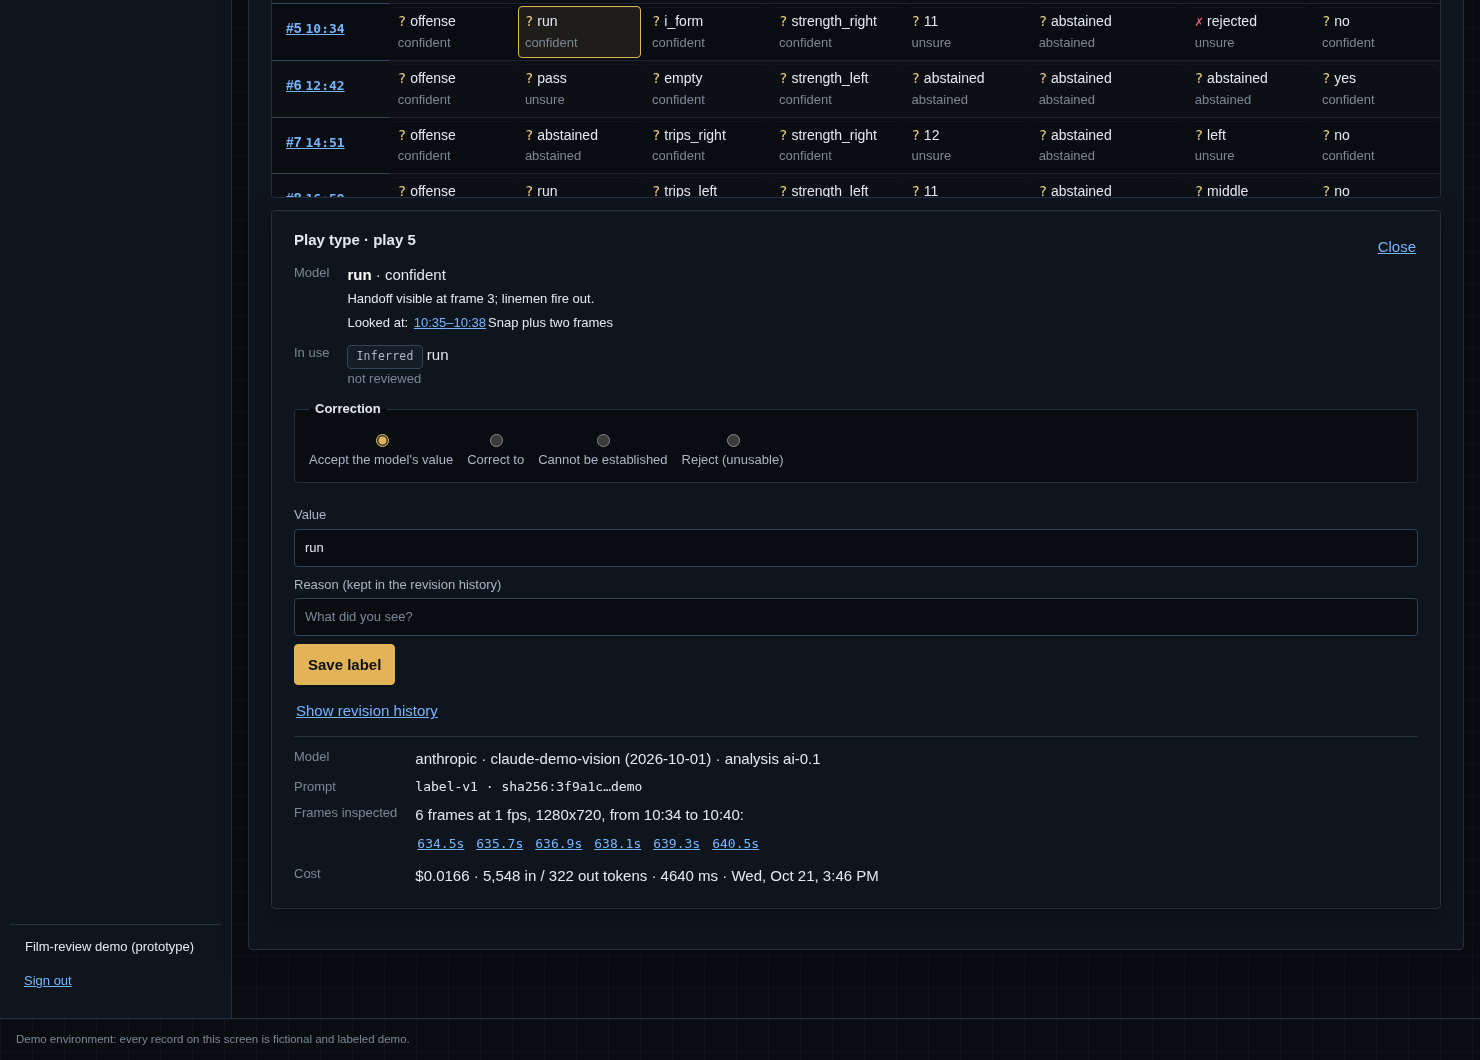 #5 10:34 ? offense ? run ? i_form ? strength_right ? 11 ? abstained ✗ rejected ? no
confident confident confident confident unsure abstained unsure confident
#6 12:42 ? offense ? pass ? empty ? strength_left ? abstained ? abstained ? abstained ? yes
confident unsure confident confident abstained abstained abstained confident
#7 14:51 ? offense ? abstained ? trips_right ? strength_right ? 12 ? abstained ? left ? no
confident abstained confident confident unsure abstained unsure confident
#8 16:59 ? offense ? run ? trips_left ? strength_left ? 11 ? abstained ? middle ? no
Play type · play 5
Close
Model run · confident
Handoff visible at frame 3; linemen fire out.
Looked at: 10:35–10:38 Snap plus two frames
In use Inferred run
not reviewed
Correction
Accept the model's value Correct to Cannot be established Reject (unusable)
Value
run
Reason (kept in the revision history)
What did you see?
Save label
Show revision history
Model anthropic · claude-demo-vision (2026-10-01) · analysis ai-0.1
Prompt label-v1 · sha256:3f9a1c…demo
Frames inspected 6 frames at 1 fps, 1280x720, from 10:34 to 10:40:
634.5s 635.7s 636.9s 638.1s 639.3s 640.5s
Cost $0.0166 · 5,548 in / 322 out tokens · 4640 ms · Wed, Oct 21, 3:46 PM
Film-review demo (prototype)
Sign out
Demo environment: every record on this screen is fictional and labeled demo.